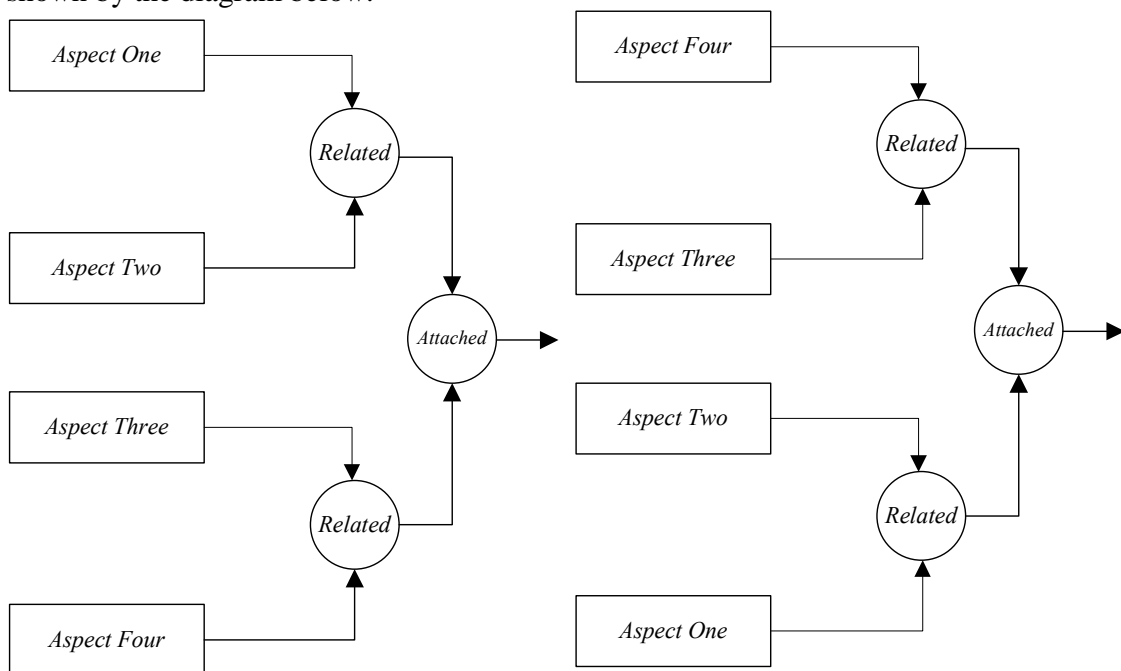 shown by the diagram below.
Aspect One
Related
Aspect Two
Attached
Aspect Three
Related
Aspect Four
Aspect Four
Related
Aspect Three
Attached
Aspect Two
Related
Aspect One